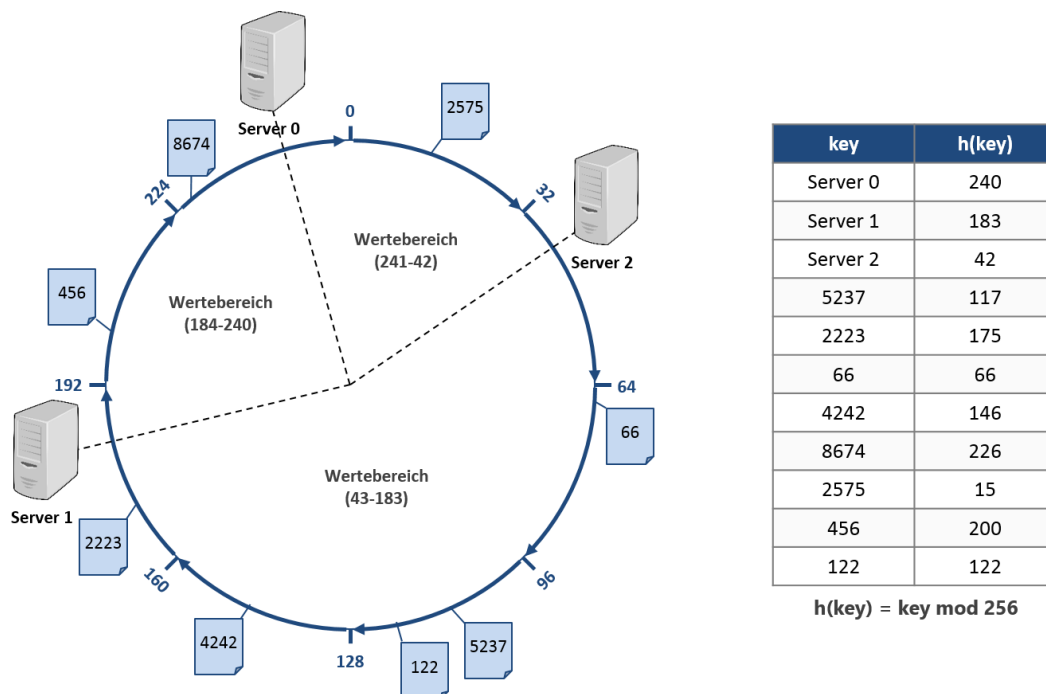 Server 0
0
2575
8674
224
32
Server 2
Wertebereich
(241-42)
456
Wertebereich
(184-240)
192
64
66
Server 1
Wertebereich
(43-183)
2223
160
96
4242
128
122
5237
key h(key)
Server 0 240
Server 1 183
Server 2 42
5237 117
2223 175
66 66
4242 146
8674 226
2575 15
456 200
122 122
h(key) = key mod 256